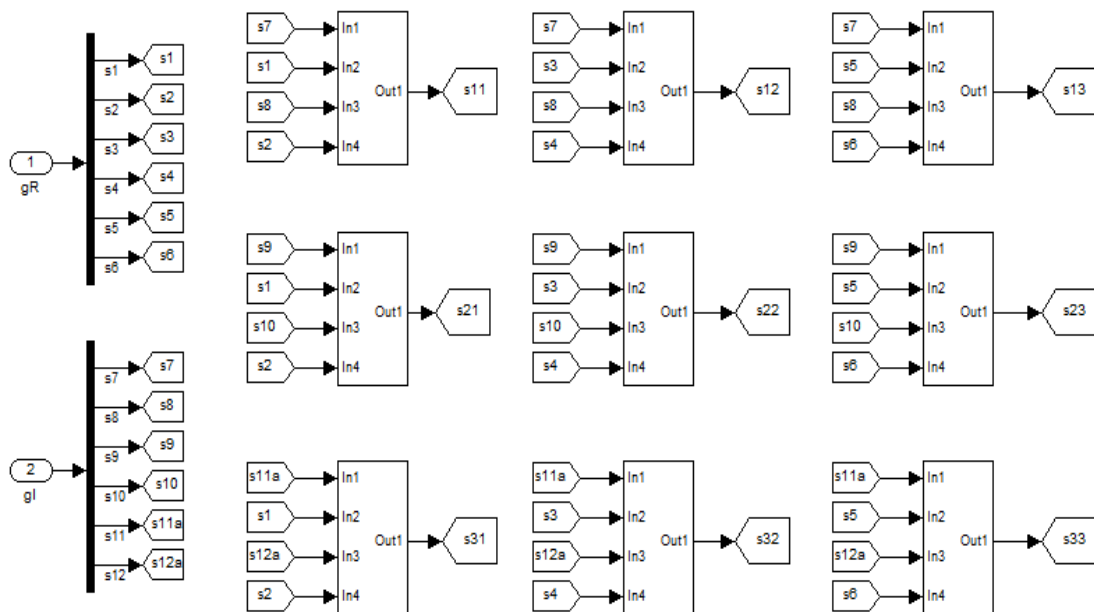 1
gR
s1
s1
s2
s2
s3
s3
s4
s4
s5
s5
s6
s6
s7
In1
s1
In2
Out1
s11
s8
In3
s2
In4
s7
In1
s3
In2
Out1
s12
s8
In3
s4
In4
s7
In1
s5
In2
Out1
s13
s8
In3
s6
In4
s9
In1
s1
In2
Out1
s21
s10
In3
s2
In4
s9
In1
s3
In2
Out1
s22
s10
In3
s4
In4
s9
In1
s5
In2
Out1
s23
s10
In3
s6
In4
2
gI
s7
s7
s8
s8
s9
s9
s10
s10
s11
s11a
s12
s12a
s11a
In1
s1
In2
Out1
s31
s12a
In3
s2
In4
s11a
In1
s3
In2
Out1
s32
s12a
In3
s4
In4
s11a
In1
s5
In2
Out1
s33
s12a
In3
s6
In4